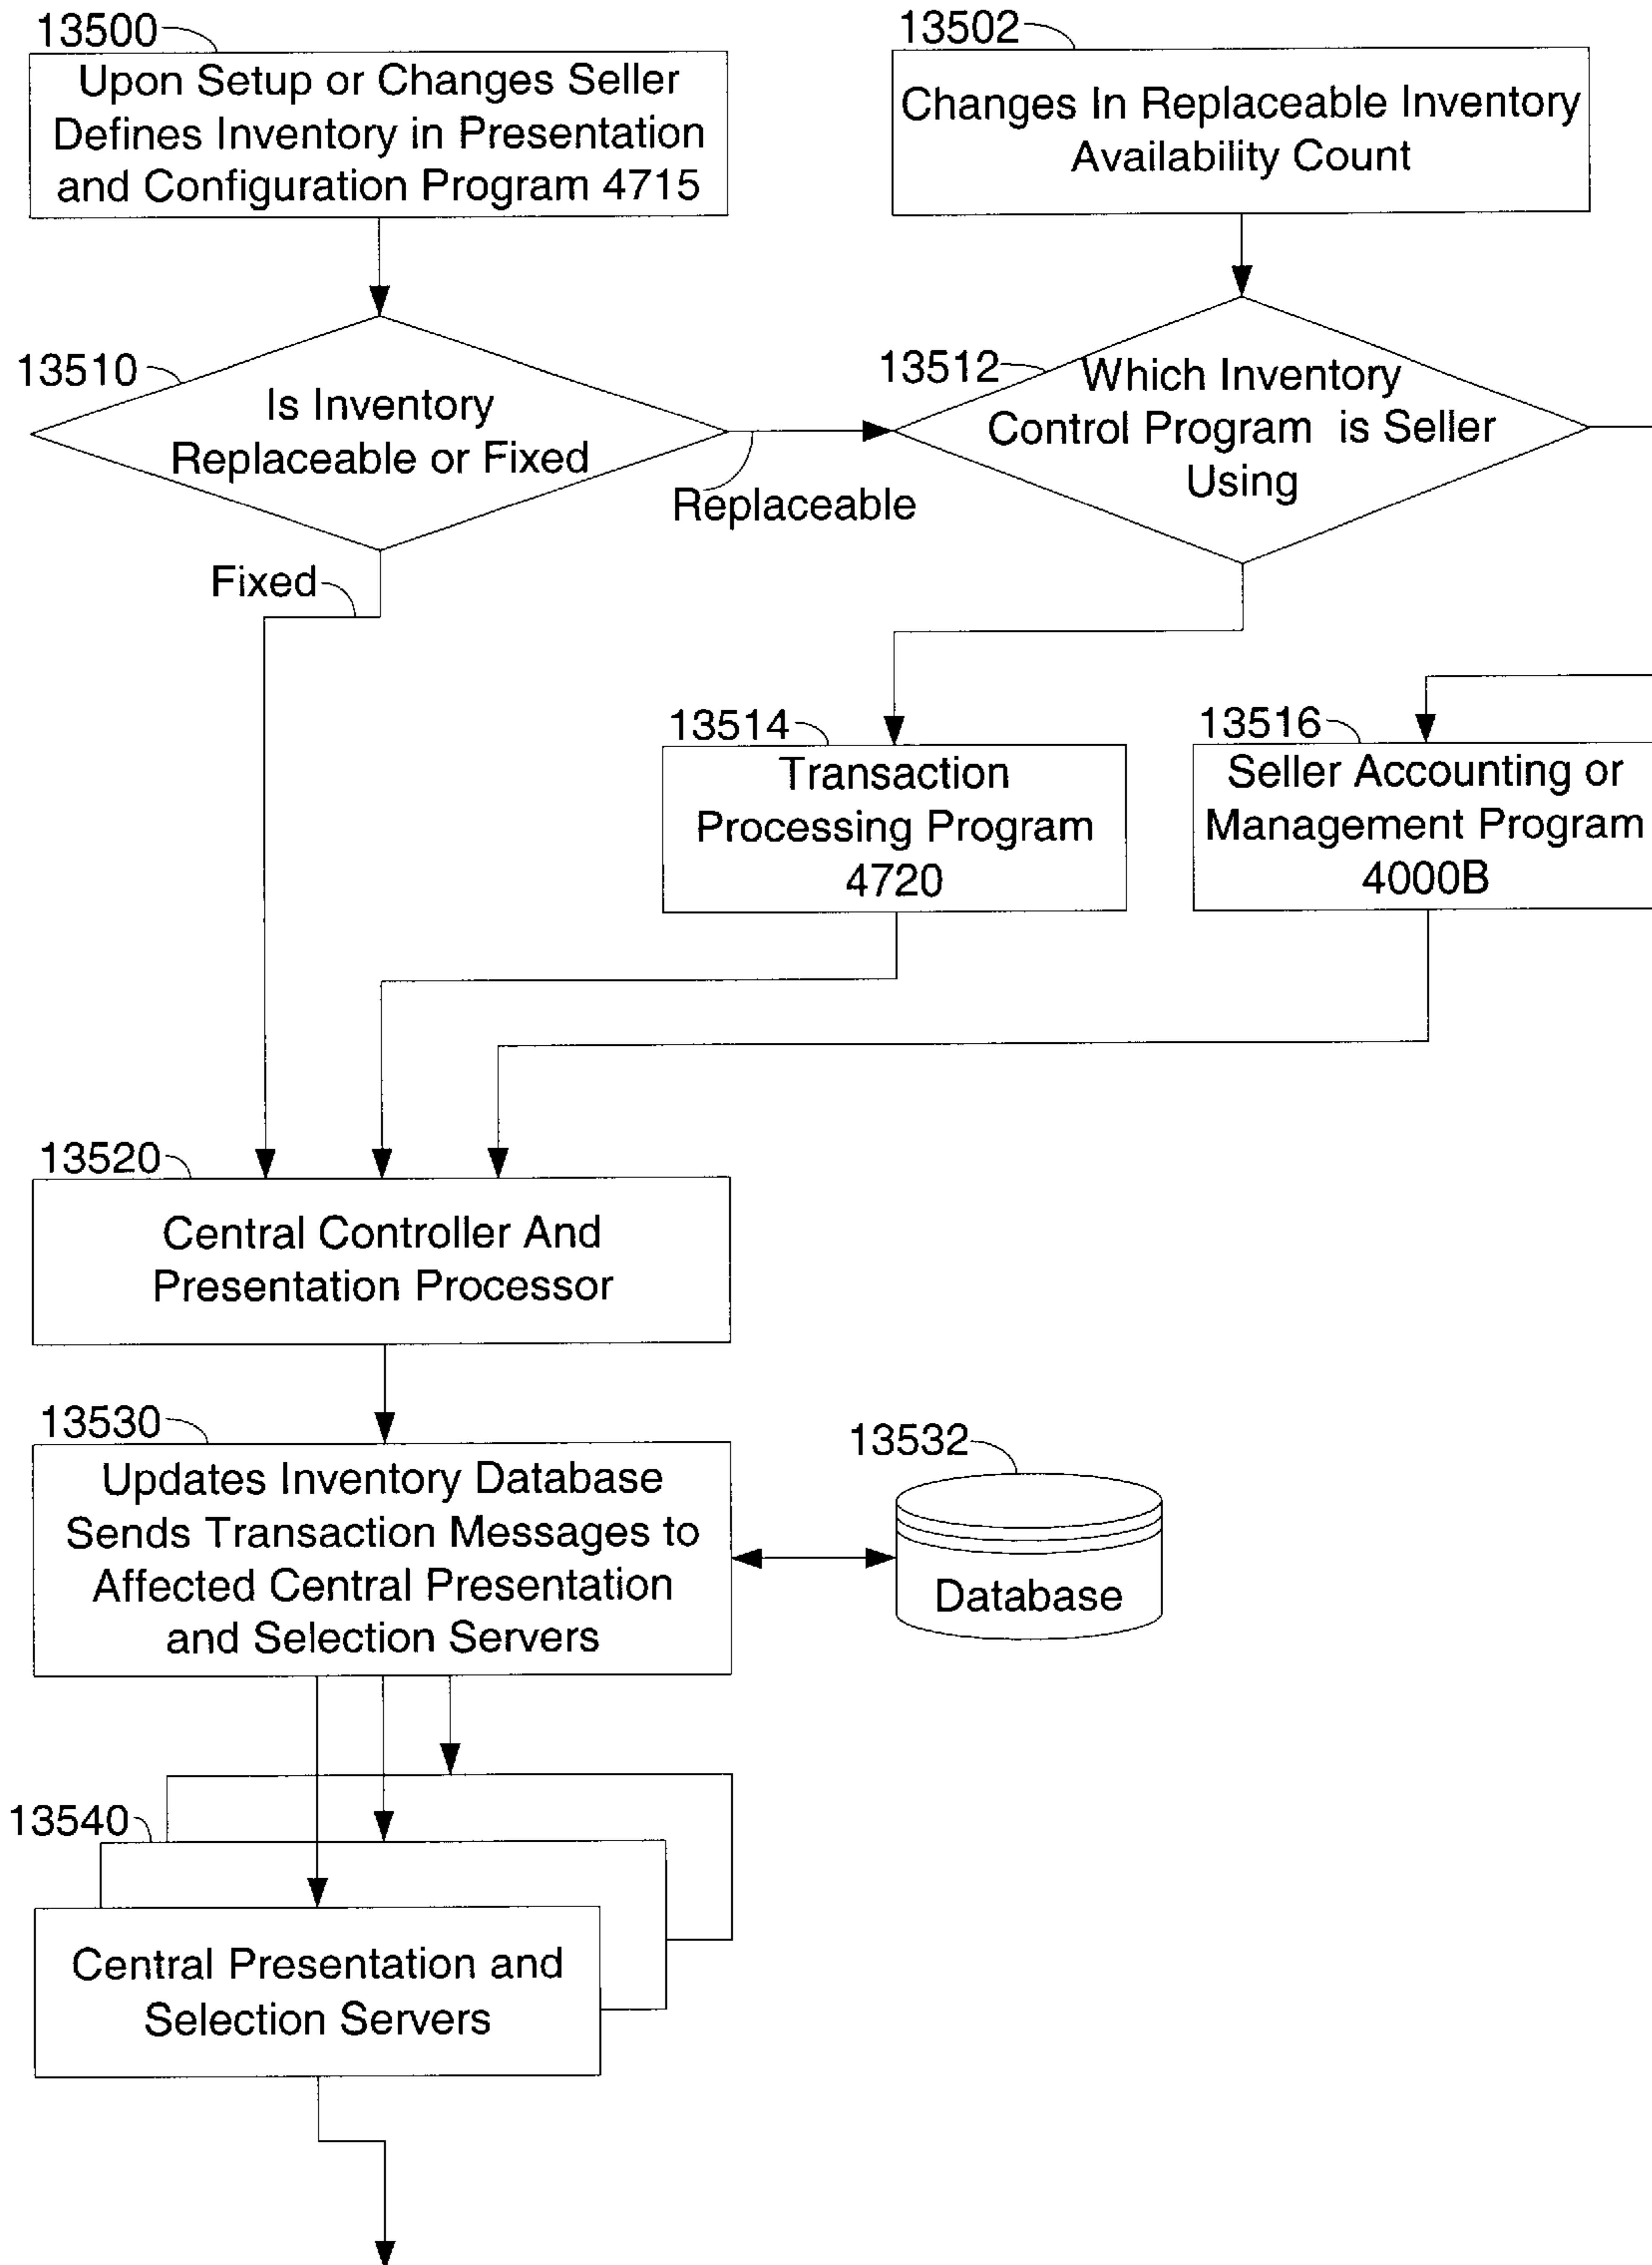 13500
Upon Setup or Changes Seller
Defines Inventory in Presentation
and Configuration Program 4715
13502
Changes In Replaceable Inventory
Availability Count
13510
Is Inventory
Replaceable or Fixed
Replaceable
Fixed
13512
Which Inventory
Control Program is Seller
Using
13514
Transaction
Processing Program
4720
13516
Seller Accounting or
Management Program
4000B
13520
Central Controller And
Presentation Processor
13530
Updates Inventory Database
Sends Transaction Messages to
Affected Central Presentation
and Selection Servers
13532
Database
13540
Central Presentation and
Selection Servers